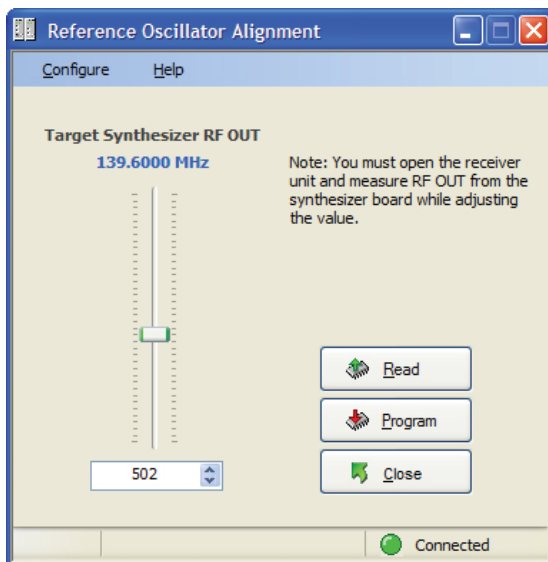 Reference Oscillator Alignment
Configure Help
Target Synthesizer RF OUT
139.6000 MHz
Note: You must open the receiver
unit and measure RF OUT from the
synthesizer board while adjusting
the value.
502
Read
Program
Close
Connected